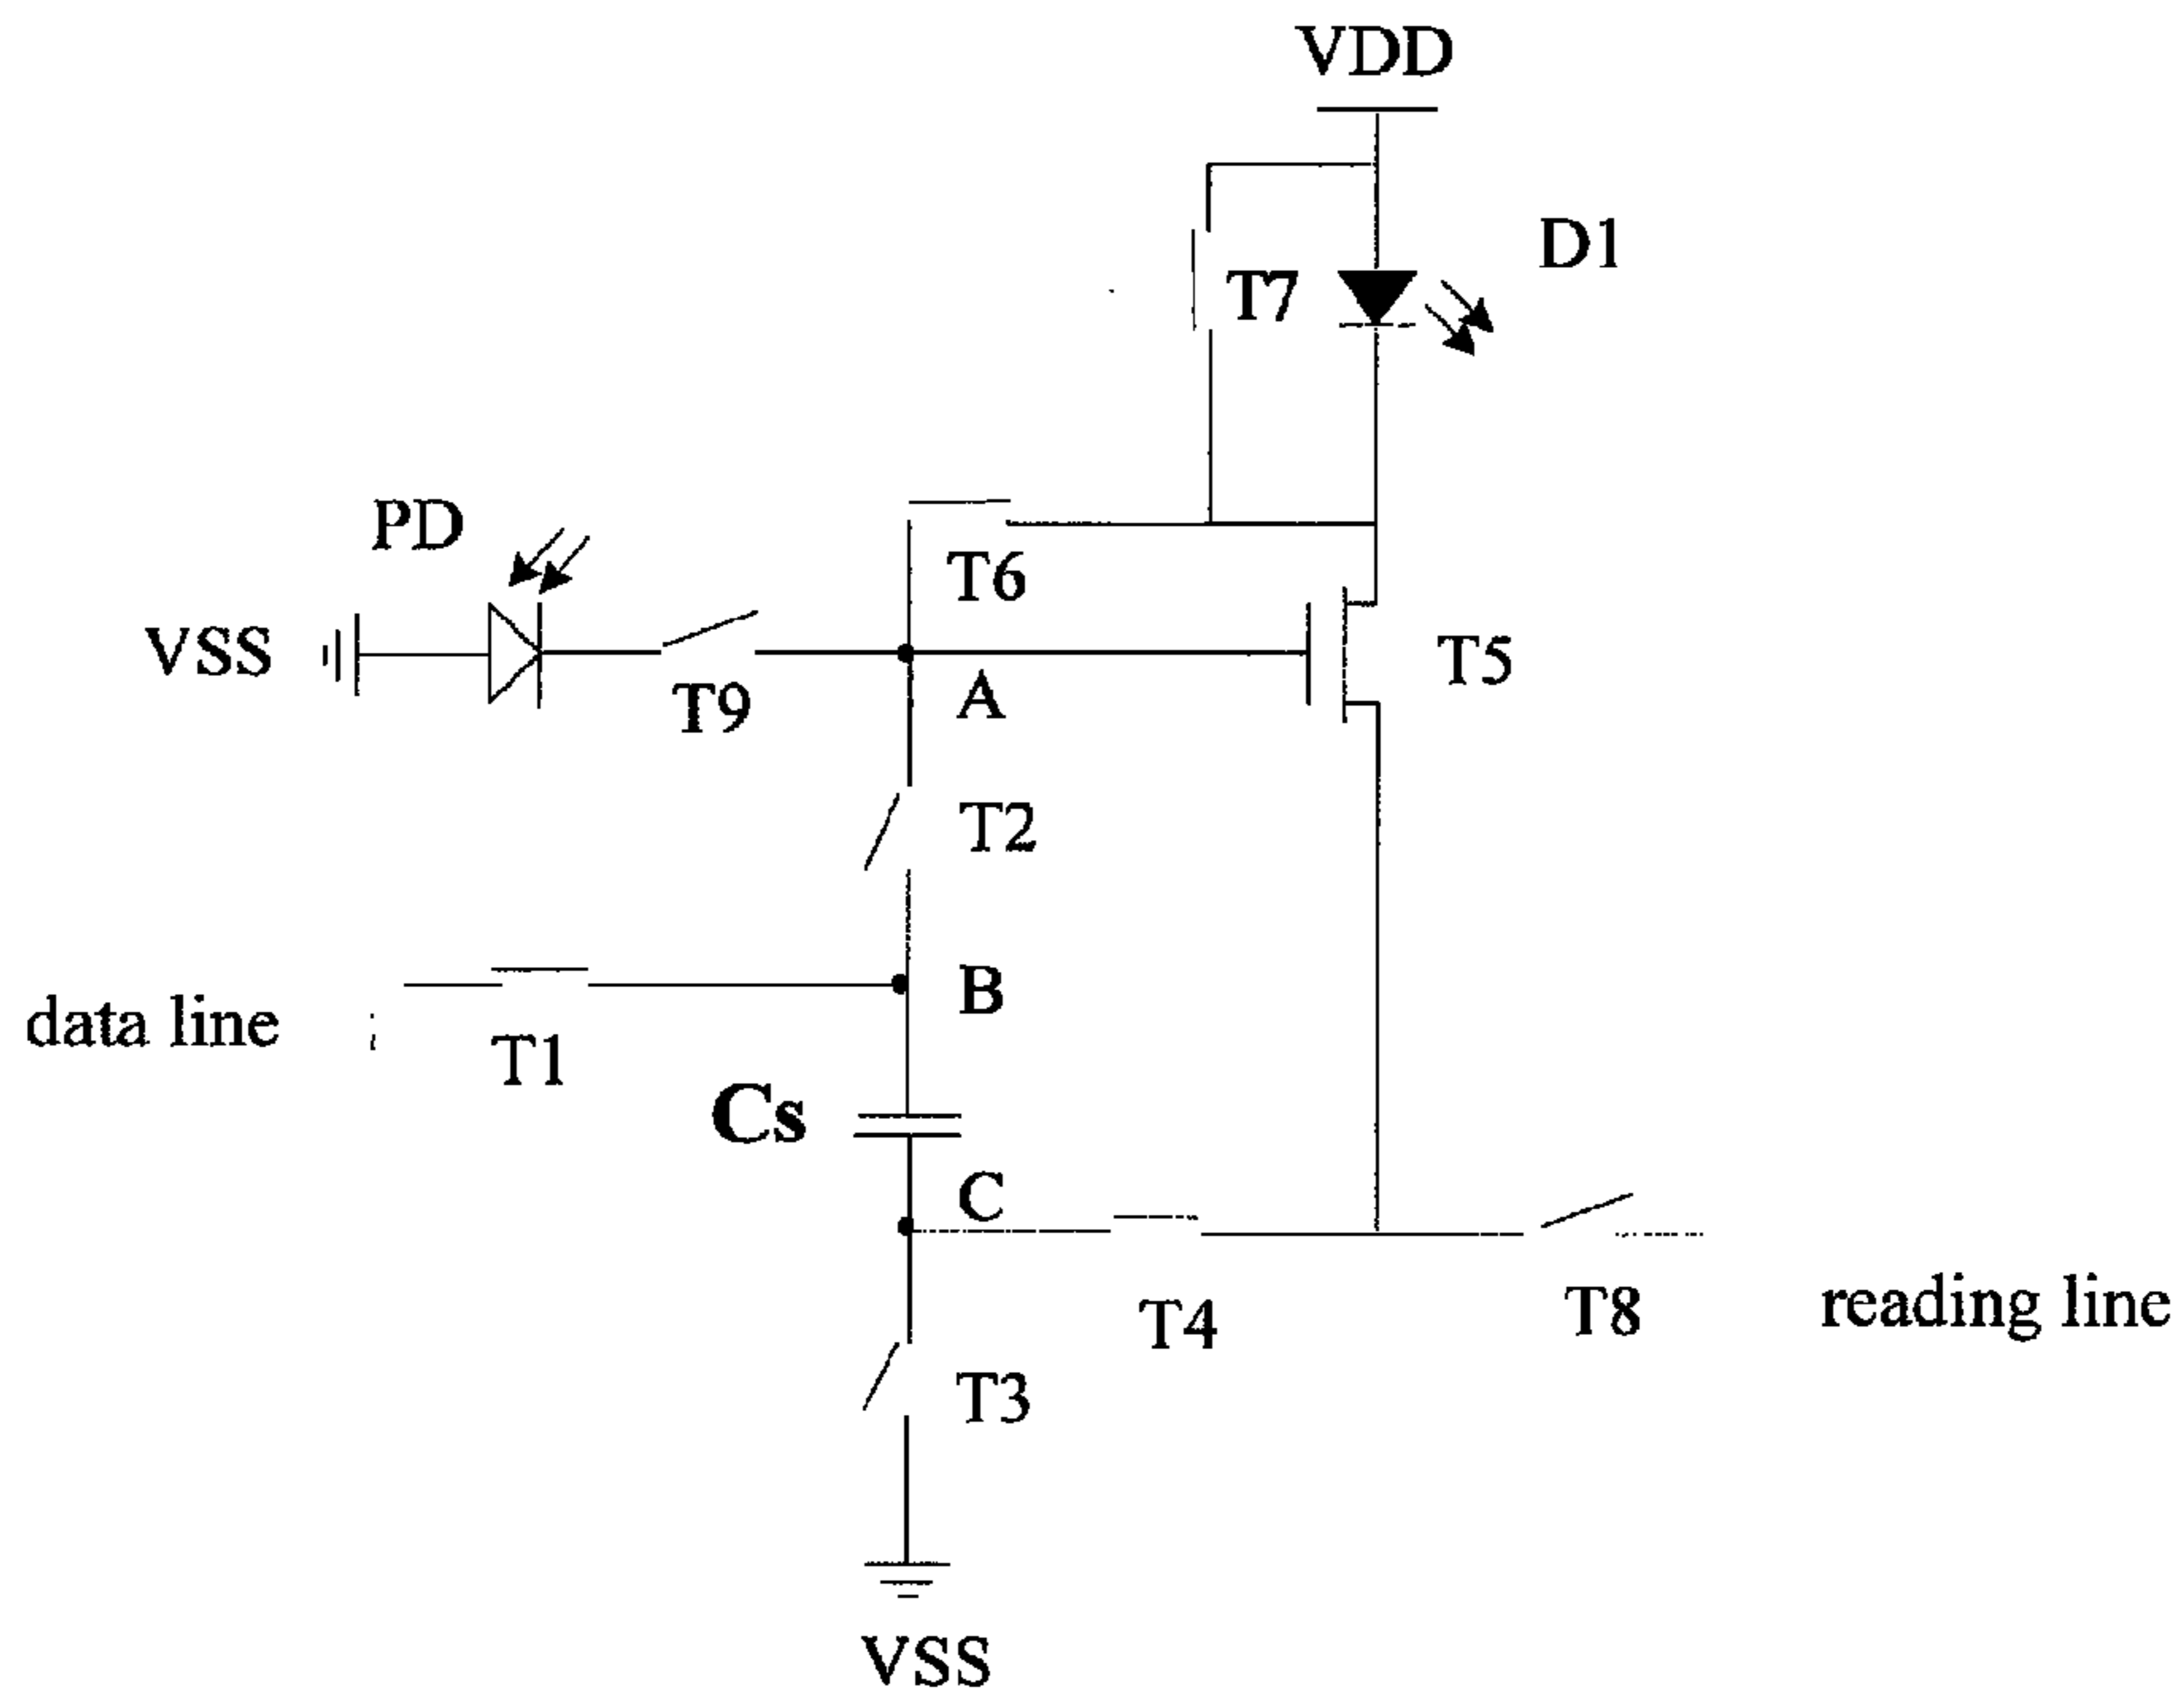 VDD
D1
T7
PD
T6
VSS
T5
T9
A
T2
B
data line
T1
Cs
C
T4
T8
reading line
T3
VSS